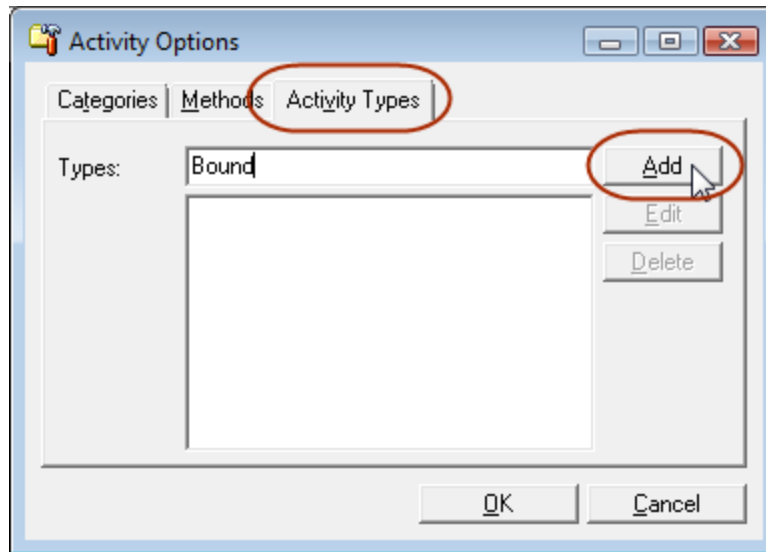 Activity Options
Categories Methods Activity Types
Types: Bound Add
Edit
Delete
OK Cancel